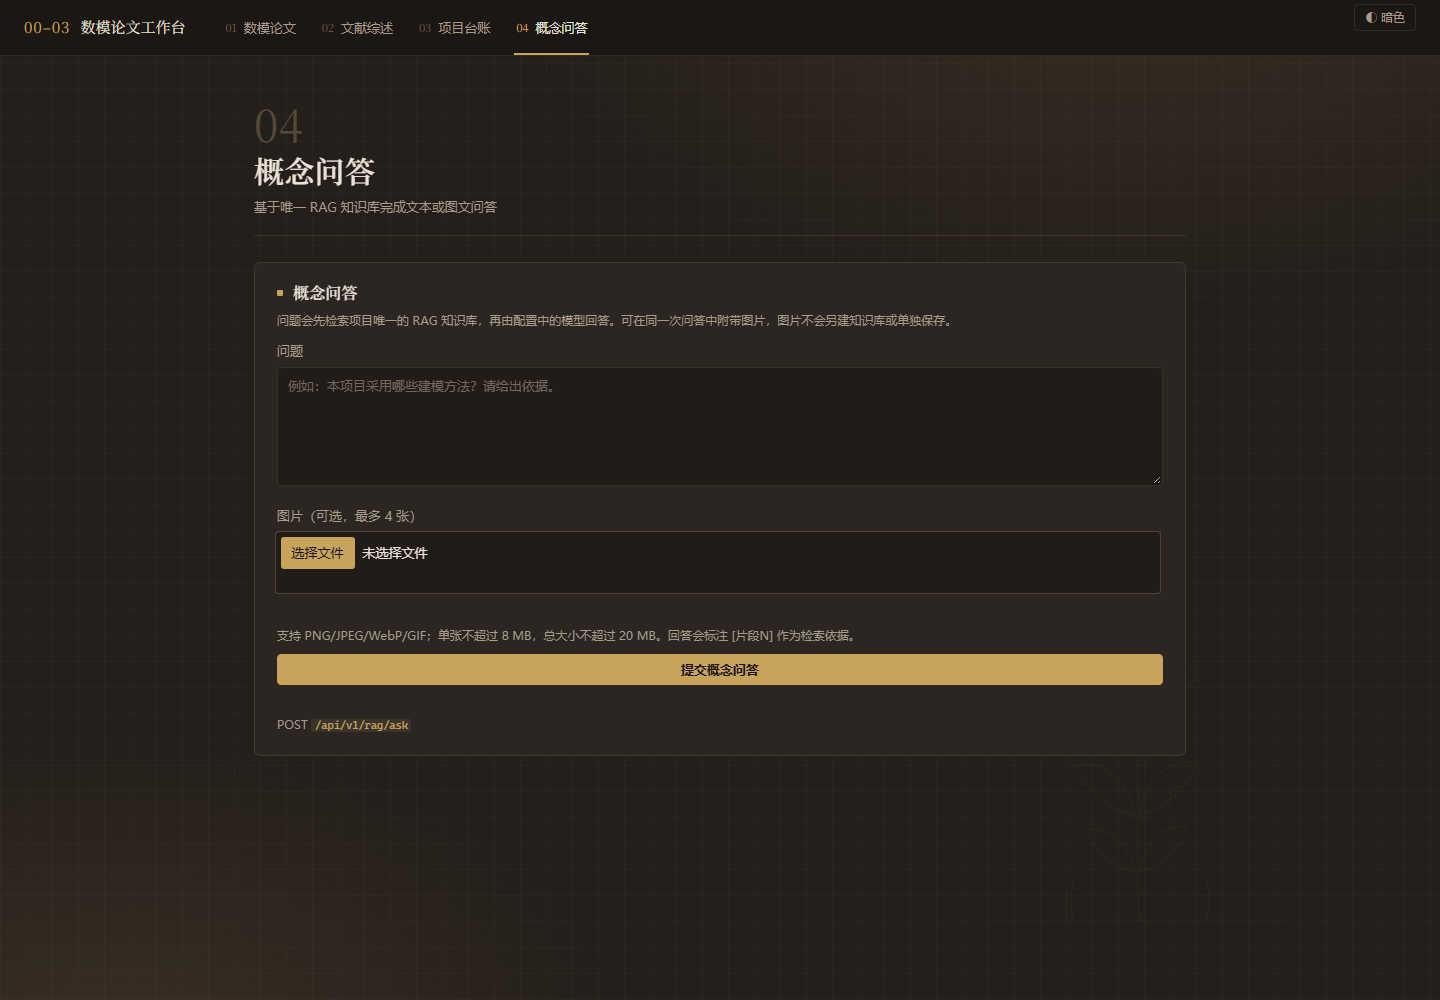 00–03 数模论文工作台
01 数模论文
02 文献综述
03 项目台账
04 概念问答
◐ 暗色
04
概念问答
基于唯一 RAG 知识库完成文本或图文问答
概念问答
问题会先检索项目唯一的 RAG 知识库，再由配置中的模型回答。可在同一次问答中附带图片，图片不会另建知识库或单独保存。
问题
例如：本项目采用哪些建模方法？请给出依据。
图片（可选，最多 4 张）
选择文件 未选择文件
支持 PNG/JPEG/WebP/GIF；单张不超过 8 MB，总大小不超过 20 MB。回答会标注 [片段N] 作为检索依据。
提交概念问答
POST /api/v1/rag/ask